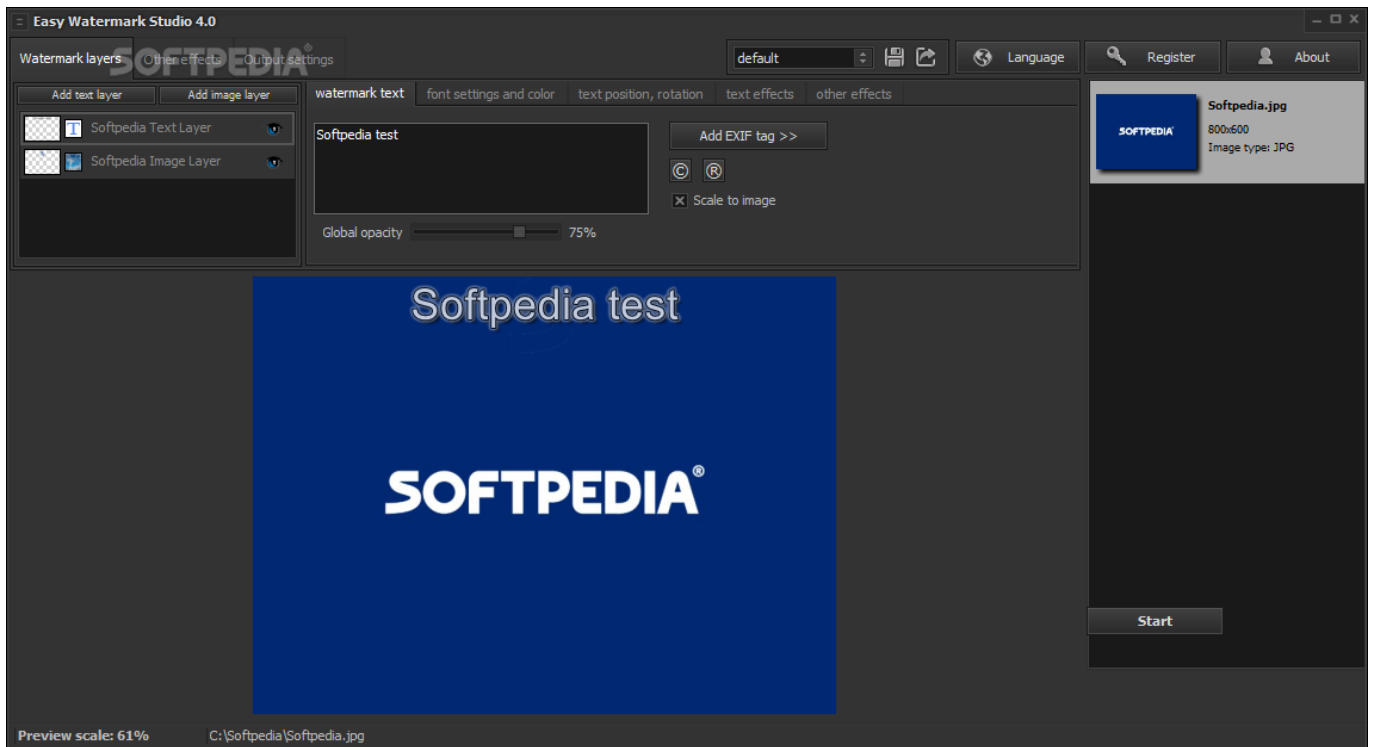 Easy Watermark Studio 4.0
Watermark layers Other effects Output settings
SOFTPEDIA®
default Language Register About
Add text layer Add image layer
Softpedia Text Layer
Softpedia Image Layer
watermark text font settings and color text position, rotation text effects other effects
Softpedia test
Add EXIF tag >>
© ®
Scale to image
Global opacity 75%
SOFTPEDIA
Softpedia.jpg
800x600
Image type: JPG
Softpedia test
SOFTPEDIA®
Start
Preview scale: 61% C:\Softpedia\Softpedia.jpg